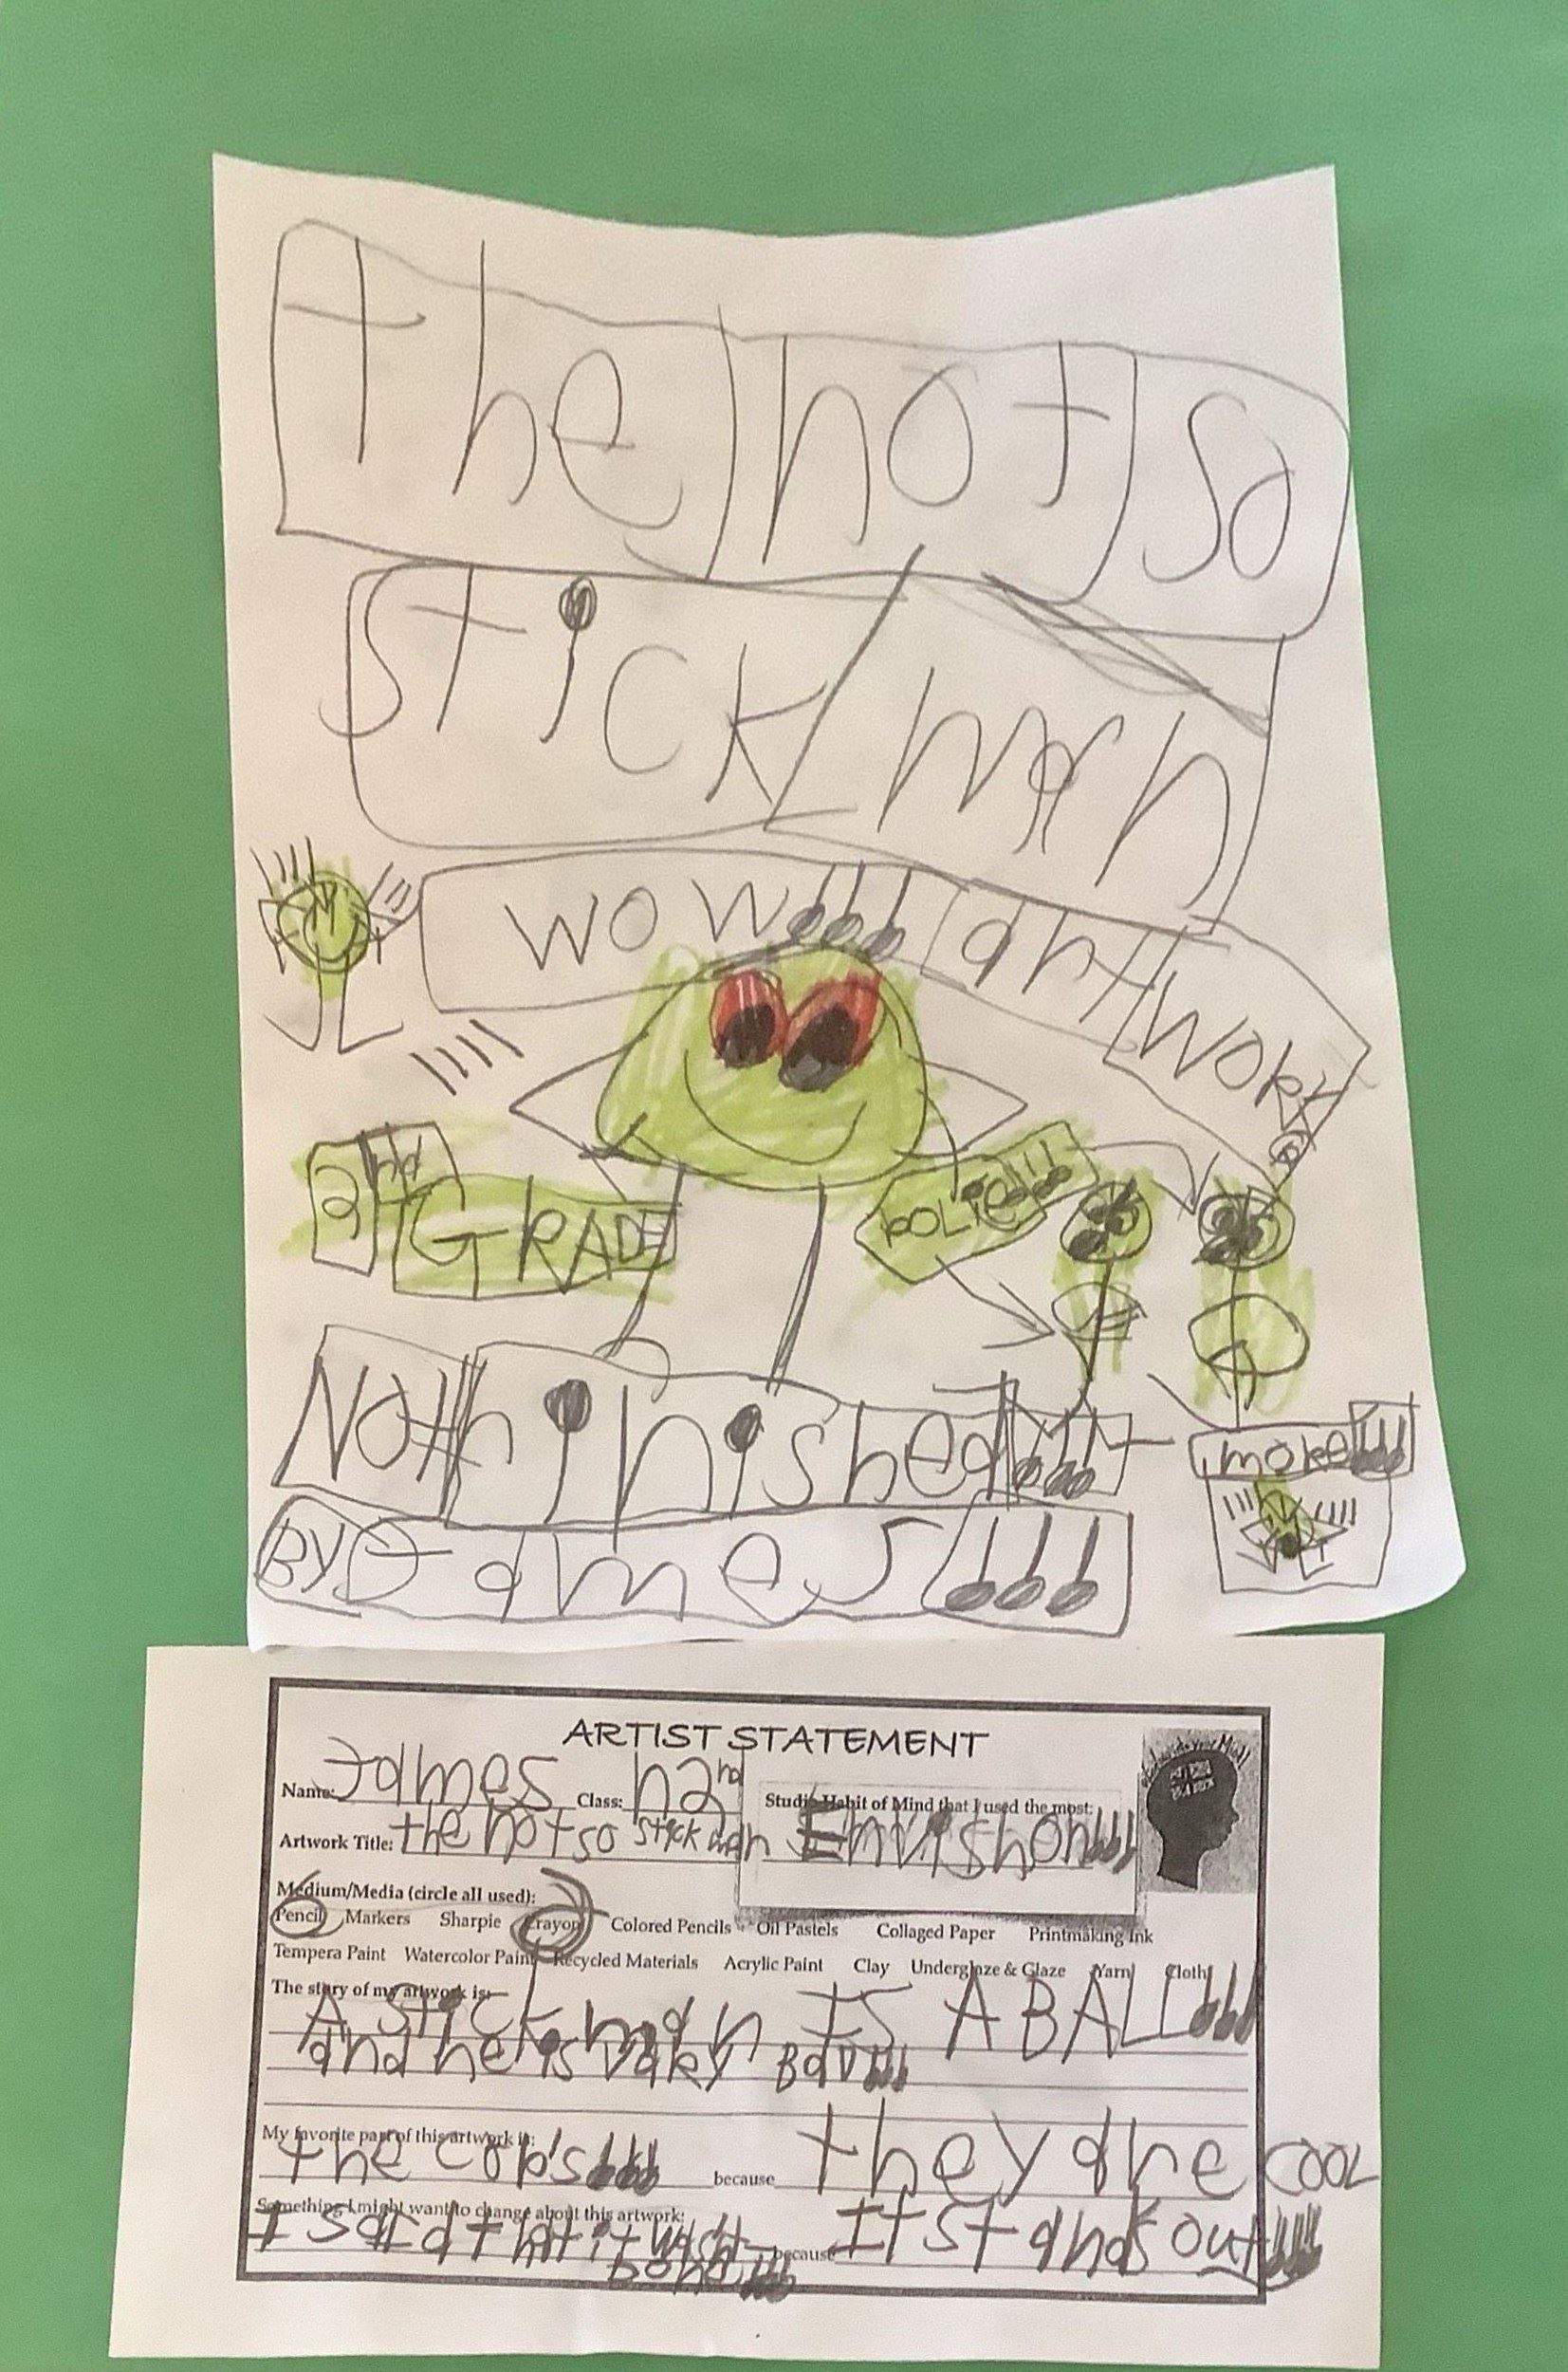 the not so
stick man
wow!!! art work
GRADE
POLIE!!!
NOt finished!!!
more!!!
BY James!!!
ARTIST STATEMENT
Name: James Class: n2nd
Studio Habit of Mind that I used the most:
Envishon!!!
Artwork Title: the not so stick man
Medium/Media (circle all used):
Pencil Markers Sharpie Crayon Colored Pencils Oil Pastels Collaged Paper Printmaking Ink
Tempera Paint Watercolor Paint Recycled Materials Acrylic Paint Clay Underglaze & Glaze Yarn Cloth
The story of my artwork is:
A stick man IS A BALL!!!
and he is vary BaD!!!
My favorite part of this artwork is:
the cop's!!! because they are COOL
Something I might want to change about this artwork:
I said that it wasn't
done!!! because It stands out!!!!